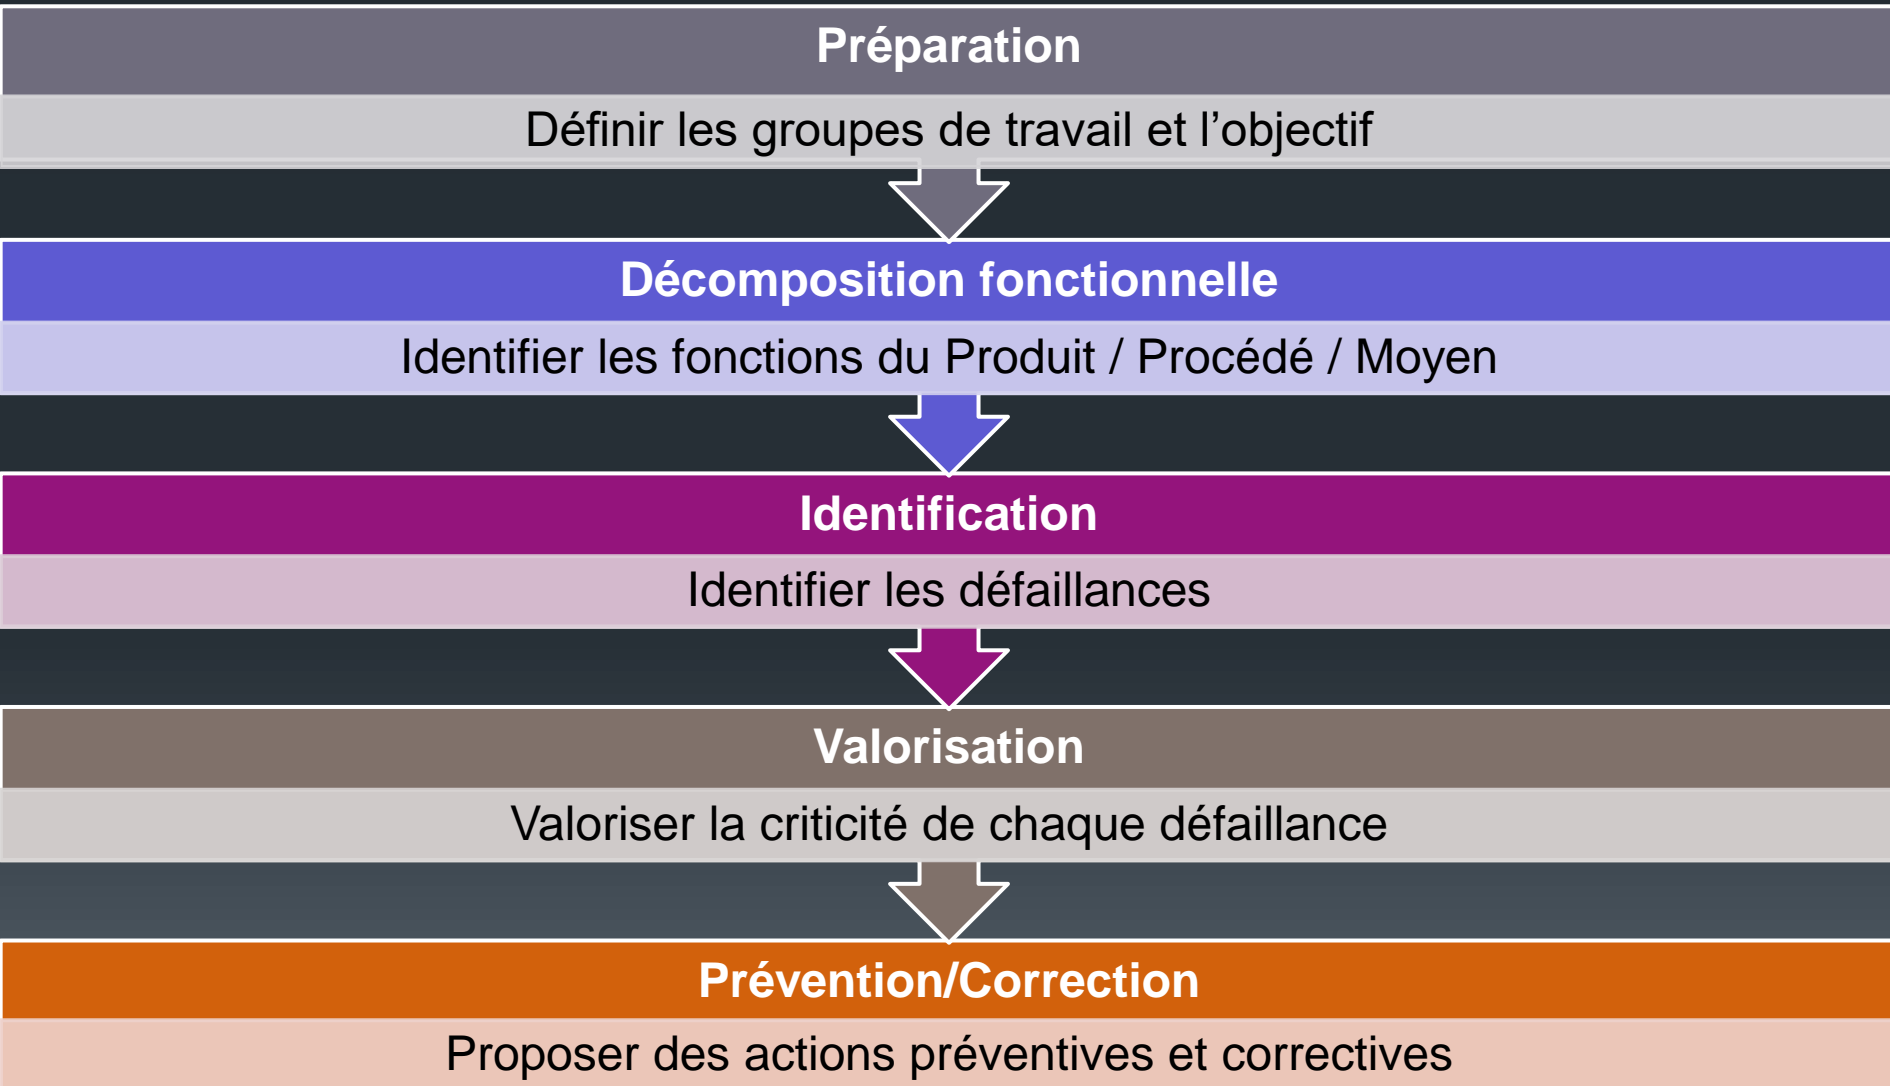 Préparation
Définir les groupes de travail et l’objectif
Décomposition fonctionnelle
Identifier les fonctions du Produit / Procédé / Moyen
Identification
Identifier les défaillances
Valorisation
Valoriser la criticité de chaque défaillance
Prévention/Correction
Proposer des actions préventives et correctives